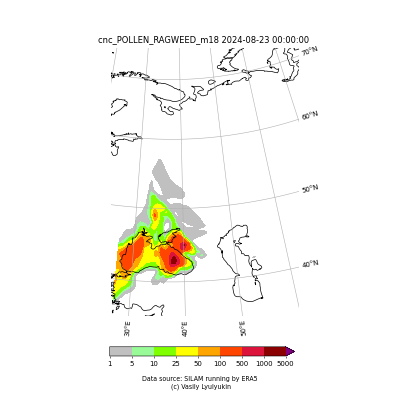 cnc_POLLEN_RAGWEED_m18 2024-08-23 00:00:00
70°N
60°N
50°N
40°N
30°E 40°E 50°E
1 5 10 25 50 100 500 1000 5000
Data source: SILAM running by ERA5
(c) Vasily Lyulyukin